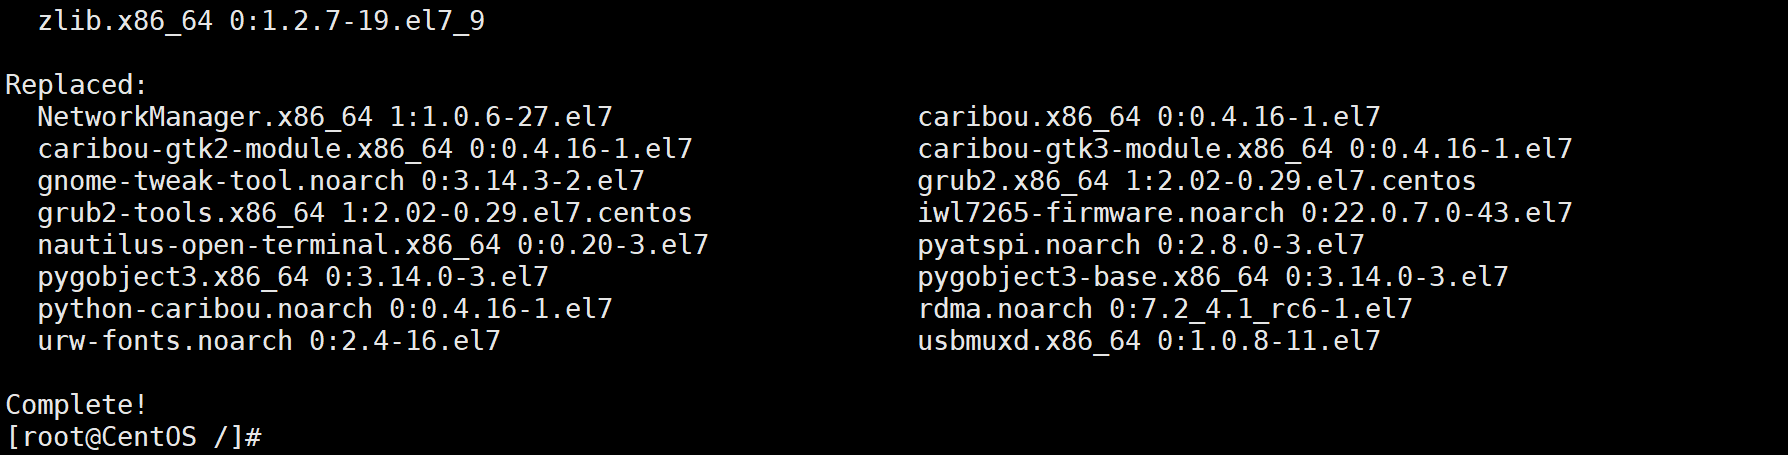 zlib.x86_64 0:1.2.7-19.el7_9
Replaced:
NetworkManager.x86_64 1:1.0.6-27.el7 caribou.x86_64 0:0.4.16-1.el7
caribou-gtk2-module.x86_64 0:0.4.16-1.el7 caribou-gtk3-module.x86_64 0:0.4.16-1.el7
gnome-tweak-tool.noarch 0:3.14.3-2.el7 grub2.x86_64 1:2.02-0.29.el7.centos
grub2-tools.x86_64 1:2.02-0.29.el7.centos iwl7265-firmware.noarch 0:22.0.7.0-43.el7
nautilus-open-terminal.x86_64 0:0.20-3.el7 pyatspi.noarch 0:2.8.0-3.el7
pygobject3.x86_64 0:3.14.0-3.el7 pygobject3-base.x86_64 0:3.14.0-3.el7
python-caribou.noarch 0:0.4.16-1.el7 rdma.noarch 0:7.2_4.1_rc6-1.el7
urw-fonts.noarch 0:2.4-16.el7 usbmuxd.x86_64 0:1.0.8-11.el7
Complete!
[root@CentOS /]#